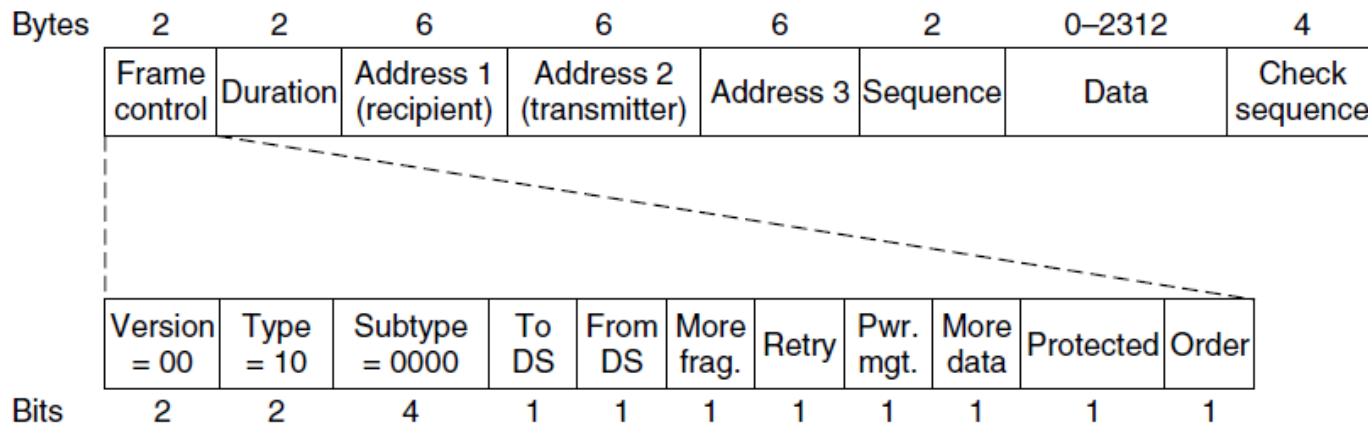 Bytes 2 2 6 6 6 2 0–2312 4
Frame control Duration Address 1 (recipient) Address 2 (transmitter) Address 3 Sequence Data Check sequence
Version = 00 Type = 10 Subtype = 0000 To DS From DS More frag. Retry Pwr. mgt. More data Protected Order
Bits 2 2 4 1 1 1 1 1 1 1 1